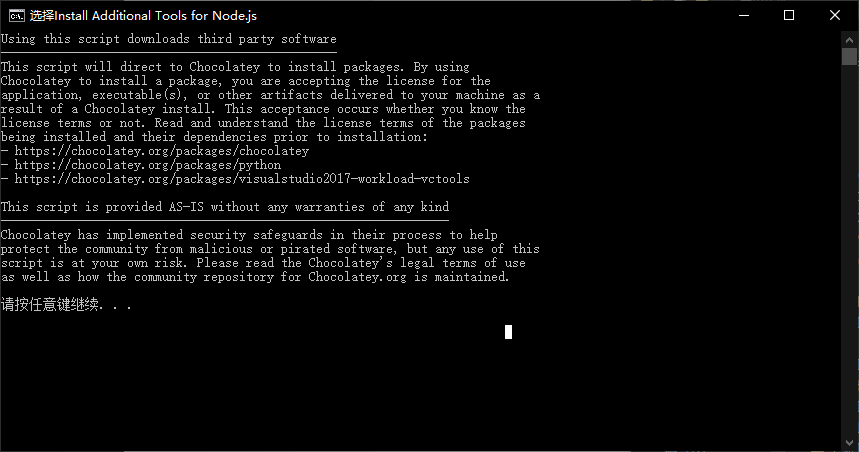 选择Install Additional Tools for Node.js
Using this script downloads third party software
This script will direct to Chocolatey to install packages. By using
Chocolatey to install a package, you are accepting the license for the
application, executable(s), or other artifacts delivered to your machine as a
result of a Chocolatey install. This acceptance occurs whether you know the
license terms or not. Read and understand the license terms of the packages
being installed and their dependencies prior to installation:
- https://chocolatey.org/packages/chocolatey
- https://chocolatey.org/packages/python
- https://chocolatey.org/packages/visualstudio2017-workload-vctools
This script is provided AS-IS without any warranties of any kind
Chocolatey has implemented security safeguards in their process to help
protect the community from malicious or pirated software, but any use of this
script is at your own risk. Please read the Chocolatey's legal terms of use
as well as how the community repository for Chocolatey.org is maintained.
请按任意键继续. . .